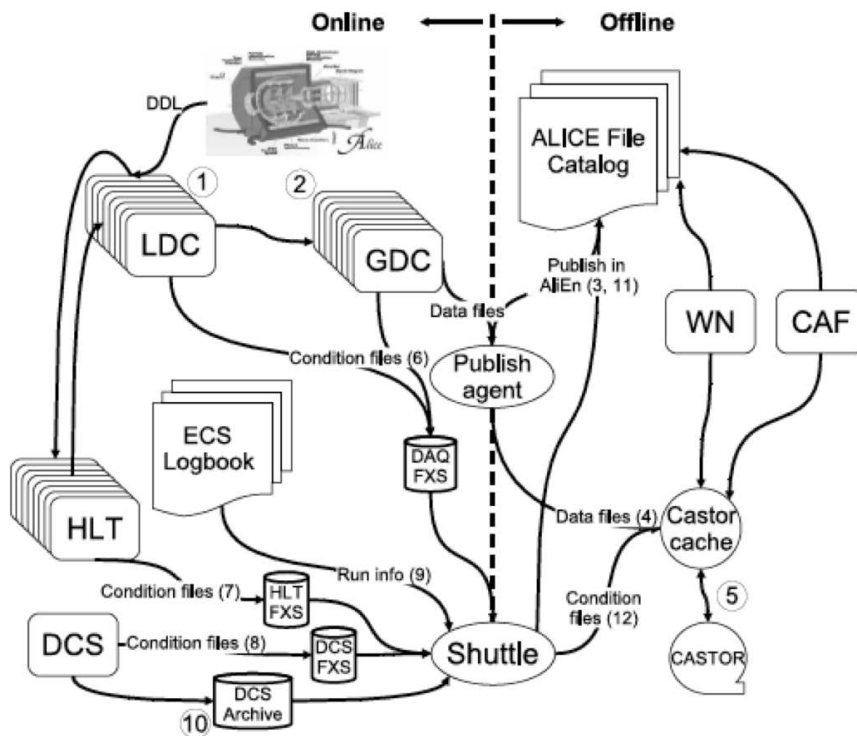 Online
Offline
DDL
Alice
ALICE File
Catalog
1
2
LDC
GDC
Publish in
AliEn (3, 11)
Data files
WN
CAF
Condition files (6)
Publish
agent
ECS
Logbook
DAQ
FXS
HLT
Data files (4)
Castor
cache
Run info (9)
Condition files (7)
HLT
FXS
Condition
files (12)
5
DCS
Condition files (8)
DCS
FXS
Shuttle
CASTOR
10
DCS
Archive